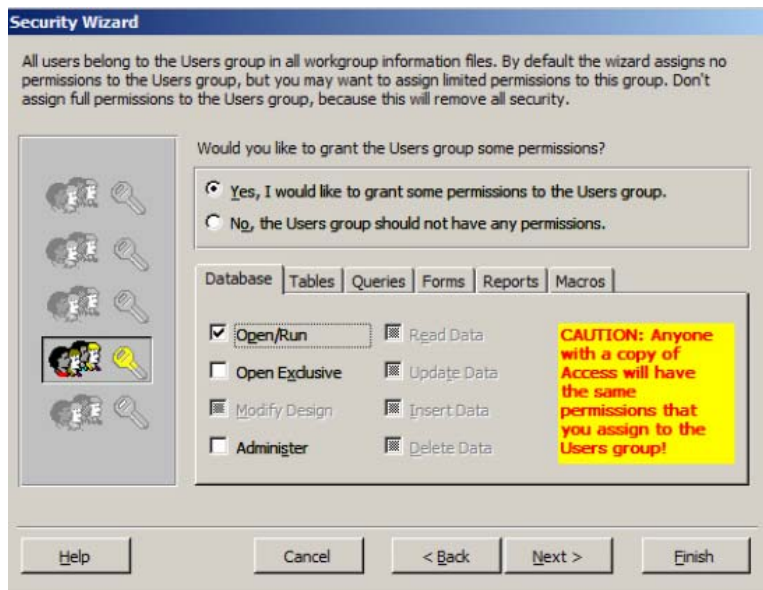 Security Wizard
All users belong to the Users group in all workgroup information files. By default the wizard assigns no
permissions to the Users group, but you may want to assign limited permissions to this group. Don't
assign full permissions to the Users group, because this will remove all security.
Would you like to grant the Users group some permissions?
Yes, I would like to grant some permissions to the Users group.
No, the Users group should not have any permissions.
Database Tables Queries Forms Reports Macros
Open/Run Read Data
Open Exclusive Update Data
Modify Design Insert Data
Administer Delete Data
CAUTION: Anyone
with a copy of
Access will have
the same
permissions that
you assign to the
Users group!
Help Cancel < Back Next > Finish